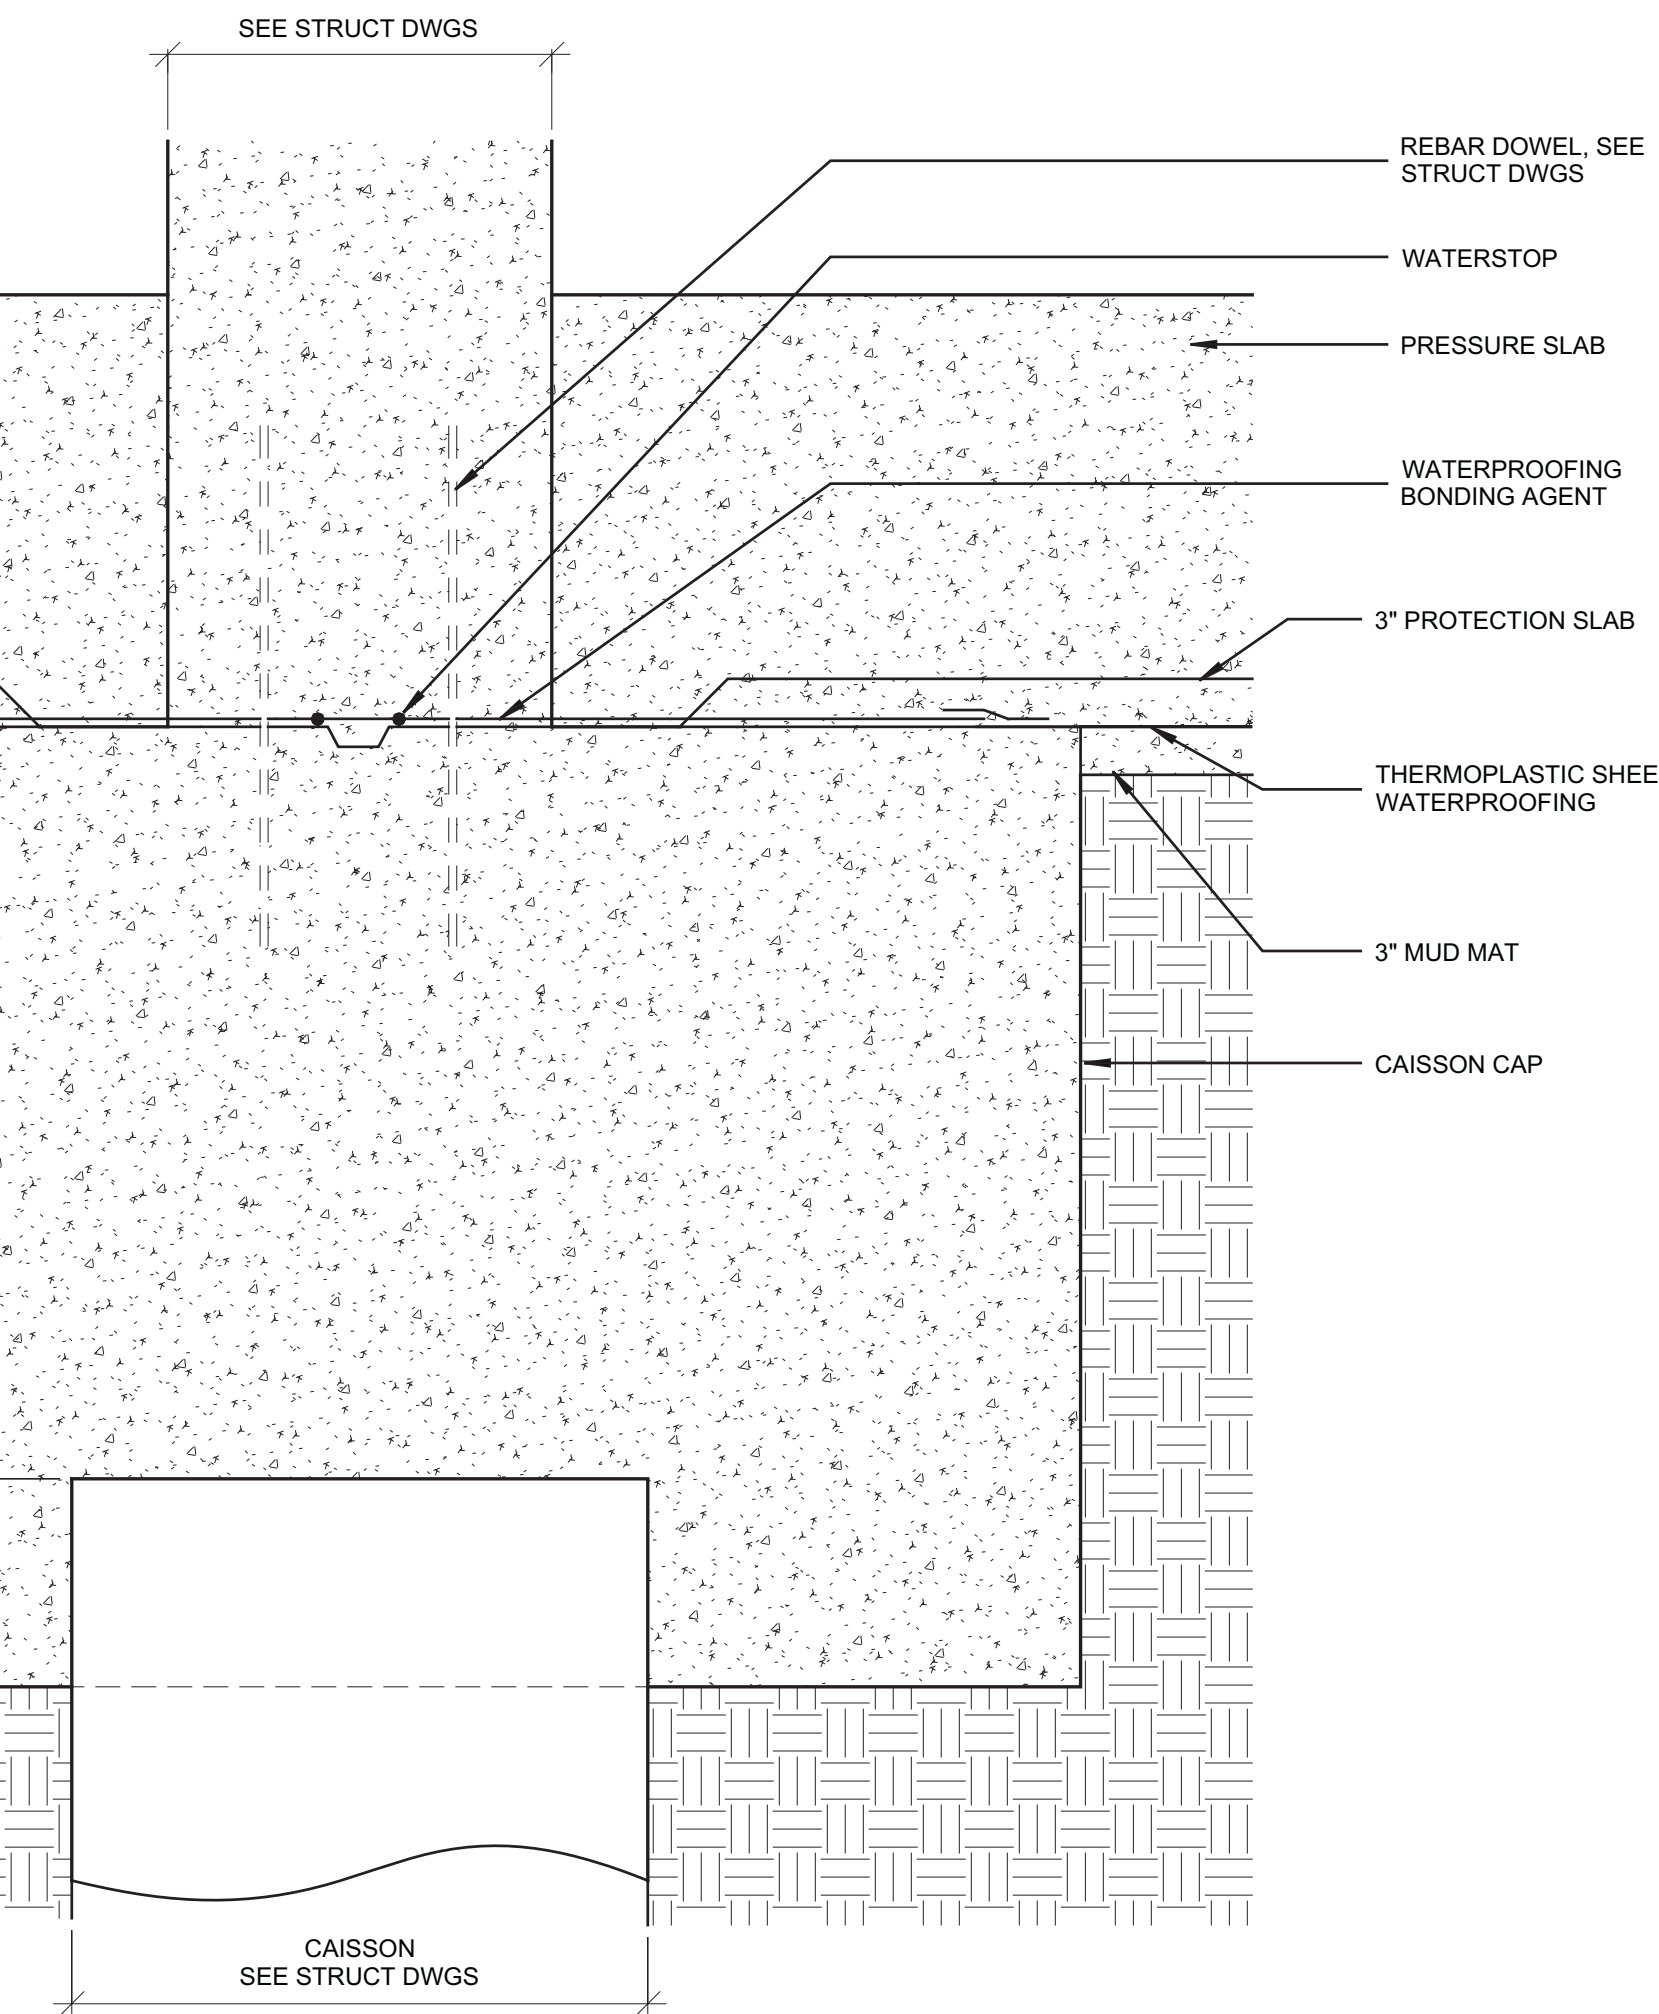 SEE STRUCT DWGS
REBAR DOWEL, SEE
STRUCT DWGS
WATERSTOP
PRESSURE SLAB
WATERPROOFING
BONDING AGENT
3" PROTECTION SLAB
THERMOPLASTIC SHEE
WATERPROOFING
3" MUD MAT
CAISSON CAP
CAISSON
SEE STRUCT DWGS